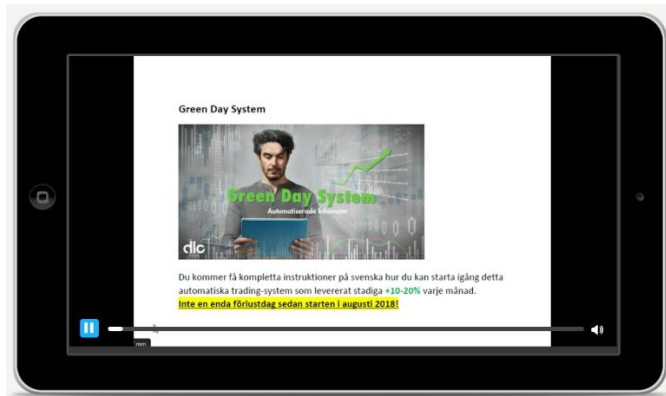 Green Day System
Green Day System
Automatiserade inkomster
dlc
Du kommer få kompletta instruktioner på svenska hur du kan starta igång detta
automatiska trading-system som levererat stadiga +10-20% varje månad.
Inte en enda förlustdag sedan starten i augusti 2018!